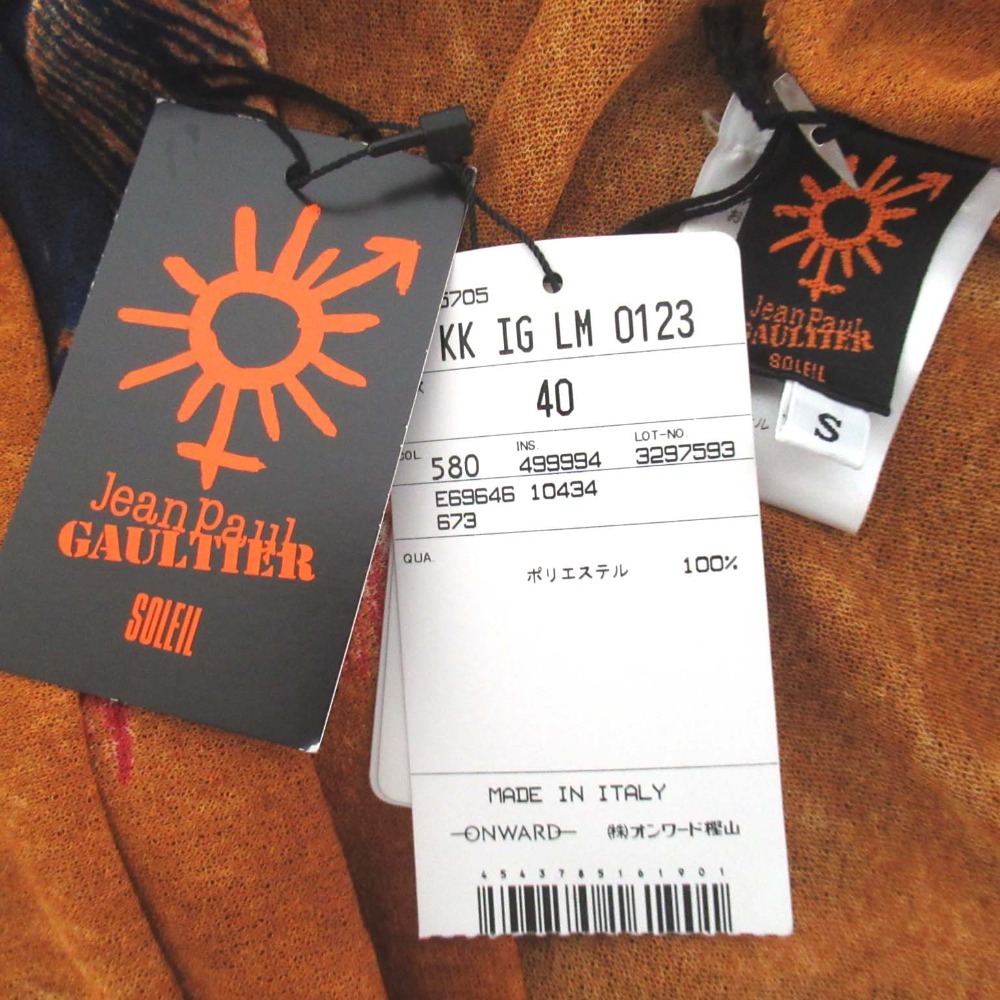 Jean Paul
GAULTIER
SOLEIL
5705
KK IG LM 0123
40
INS. LOT-NO.
580 499994 3297593
E69646 10434
673
QUA.
ポリエステル 100%
MADE IN ITALY
ONWARD ㈱オンワード樫山
4543785161901
Jean Paul
GAULTIER
SOLEIL
S